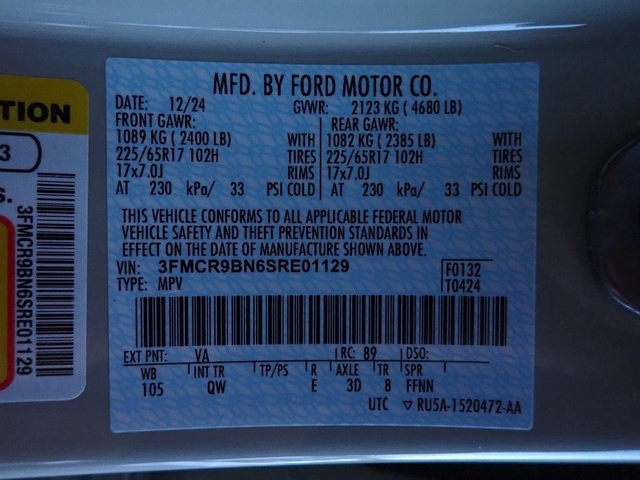 MFD. BY FORD MOTOR CO.
DATE: 12/24 GVWR: 2123 KG ( 4680 LB)
FRONT GAWR: REAR GAWR:
1089 KG ( 2400 LB) WITH 1082 KG ( 2385 LB) WITH
225/65R17 102H TIRES 225/65R17 102H TIRES
17x7.0J RIMS 17x7.0J RIMS
AT 230 kPa/ 33 PSI COLD AT 230 kPa/ 33 PSI COLD
THIS VEHICLE CONFORMS TO ALL APPLICABLE FEDERAL MOTOR
VEHICLE SAFETY AND THEFT PREVENTION STANDARDS IN
EFFECT ON THE DATE OF MANUFACTURE SHOWN ABOVE.
VIN: 3FMCR9BN6SRE01129 F0132
TYPE: MPV T0424
EXT PNT: VA RC: 89 DSO:
WB INT TR TP/PS R AXLE TR SPR
105 QW E 3D 8 FFNN
UTC ▽ RU5A-1520472-AA
TION
3
S.
3FMCR9BN6SRE01129